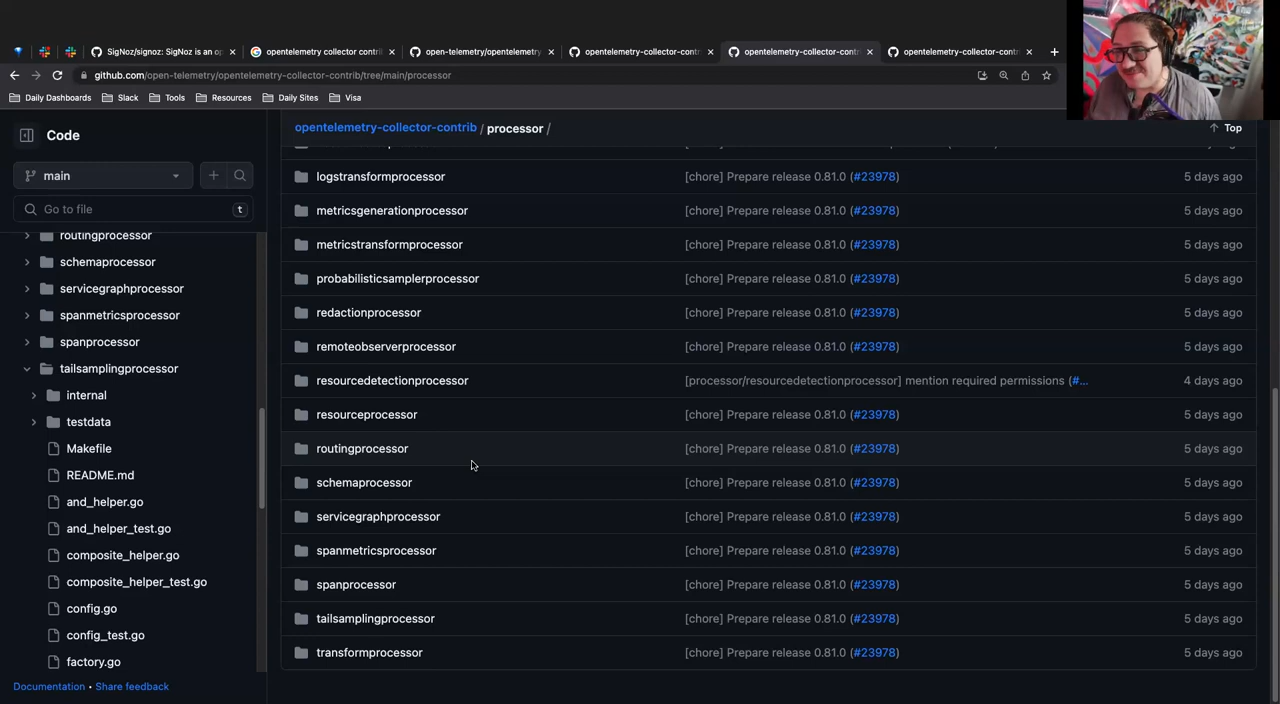 SigNoz/signoz: SigNoz is an op
opentelemetry collector contri
open-telemetry/opentelemetry
opentelemetry-collector-contri
opentelemetry-collector-contri
opentelemetry-collector-contri
github.com/open-telemetry/opentelemetry-collector-contrib/tree/main/processor
Daily Dashboards
Slack
Tools
Resources
Daily Sites
Visa
Code
main
Go to file
t
routingprocessor
schemaprocessor
servicegraphprocessor
spanmetricsprocessor
spanprocessor
tailsamplingprocessor
internal
testdata
Makefile
README.md
and_helper.go
and_helper_test.go
composite_helper.go
composite_helper_test.go
config.go
config_test.go
factory.go
Documentation • Share feedback
opentelemetry-collector-contrib / processor /
Top
logstransformprocessor [chore] Prepare release 0.81.0 (#23978) 5 days ago
metricsgenerationprocessor [chore] Prepare release 0.81.0 (#23978) 5 days ago
metricstransformprocessor [chore] Prepare release 0.81.0 (#23978) 5 days ago
probabilisticsamplerprocessor [chore] Prepare release 0.81.0 (#23978) 5 days ago
redactionprocessor [chore] Prepare release 0.81.0 (#23978) 5 days ago
remoteobserverprocessor [chore] Prepare release 0.81.0 (#23978) 5 days ago
resourcedetectionprocessor [processor/resourcedetectionprocessor] mention required permissions (#... 4 days ago
resourceprocessor [chore] Prepare release 0.81.0 (#23978) 5 days ago
routingprocessor [chore] Prepare release 0.81.0 (#23978) 5 days ago
schemaprocessor [chore] Prepare release 0.81.0 (#23978) 5 days ago
servicegraphprocessor [chore] Prepare release 0.81.0 (#23978) 5 days ago
spanmetricsprocessor [chore] Prepare release 0.81.0 (#23978) 5 days ago
spanprocessor [chore] Prepare release 0.81.0 (#23978) 5 days ago
tailsamplingprocessor [chore] Prepare release 0.81.0 (#23978) 5 days ago
transformprocessor [chore] Prepare release 0.81.0 (#23978) 5 days ago